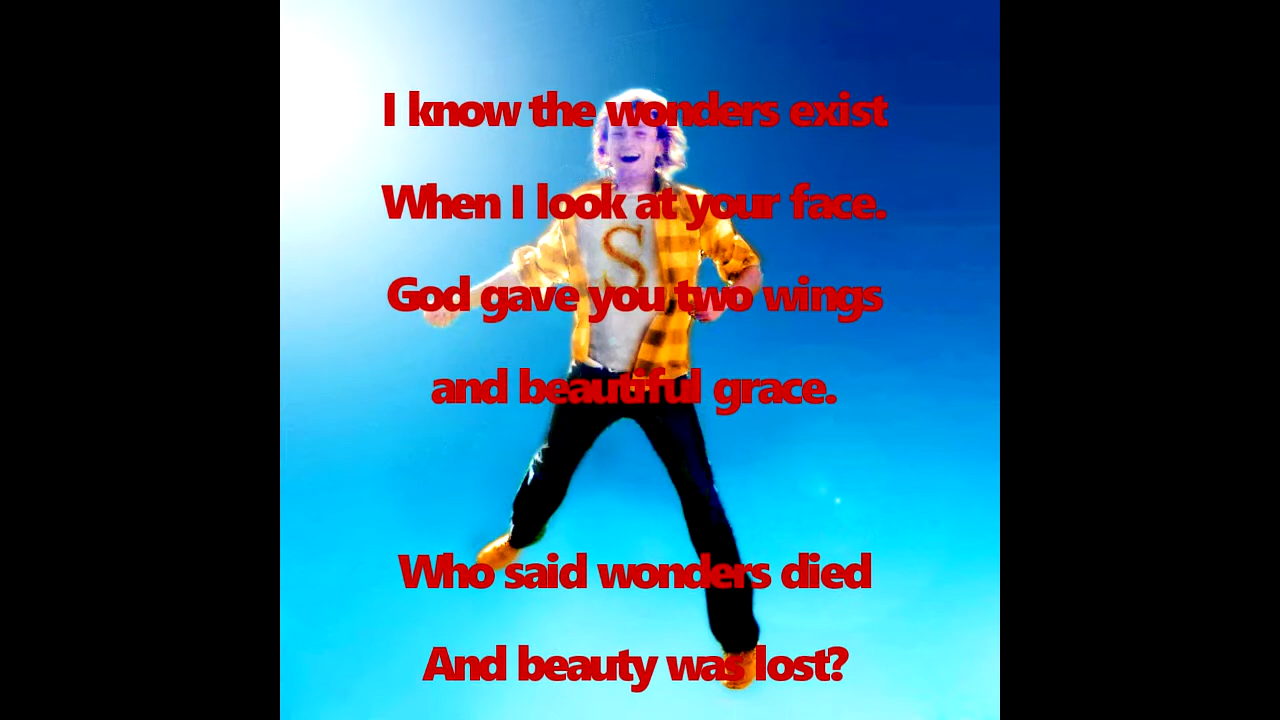 I know the wonders exist
When I look at your face.
S
God gave you two wings
and beautiful grace.
Who said wonders died
And beauty was lost?